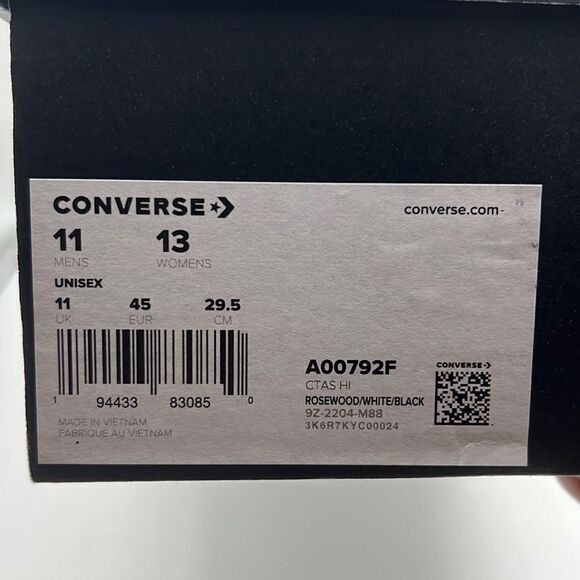 CONVERSE
converse.com
11 13
MENS WOMENS
UNISEX
11 45 29.5
UK EUR CM
1 94433 83085 0
MADE IN VIETNAM
FABRIQUÉ AU VIETNAM
A00792F
CTAS HI
ROSEWOOD/WHITE/BLACK
9Z-2204-M88
3K6R7KYC00024
CONVERSE